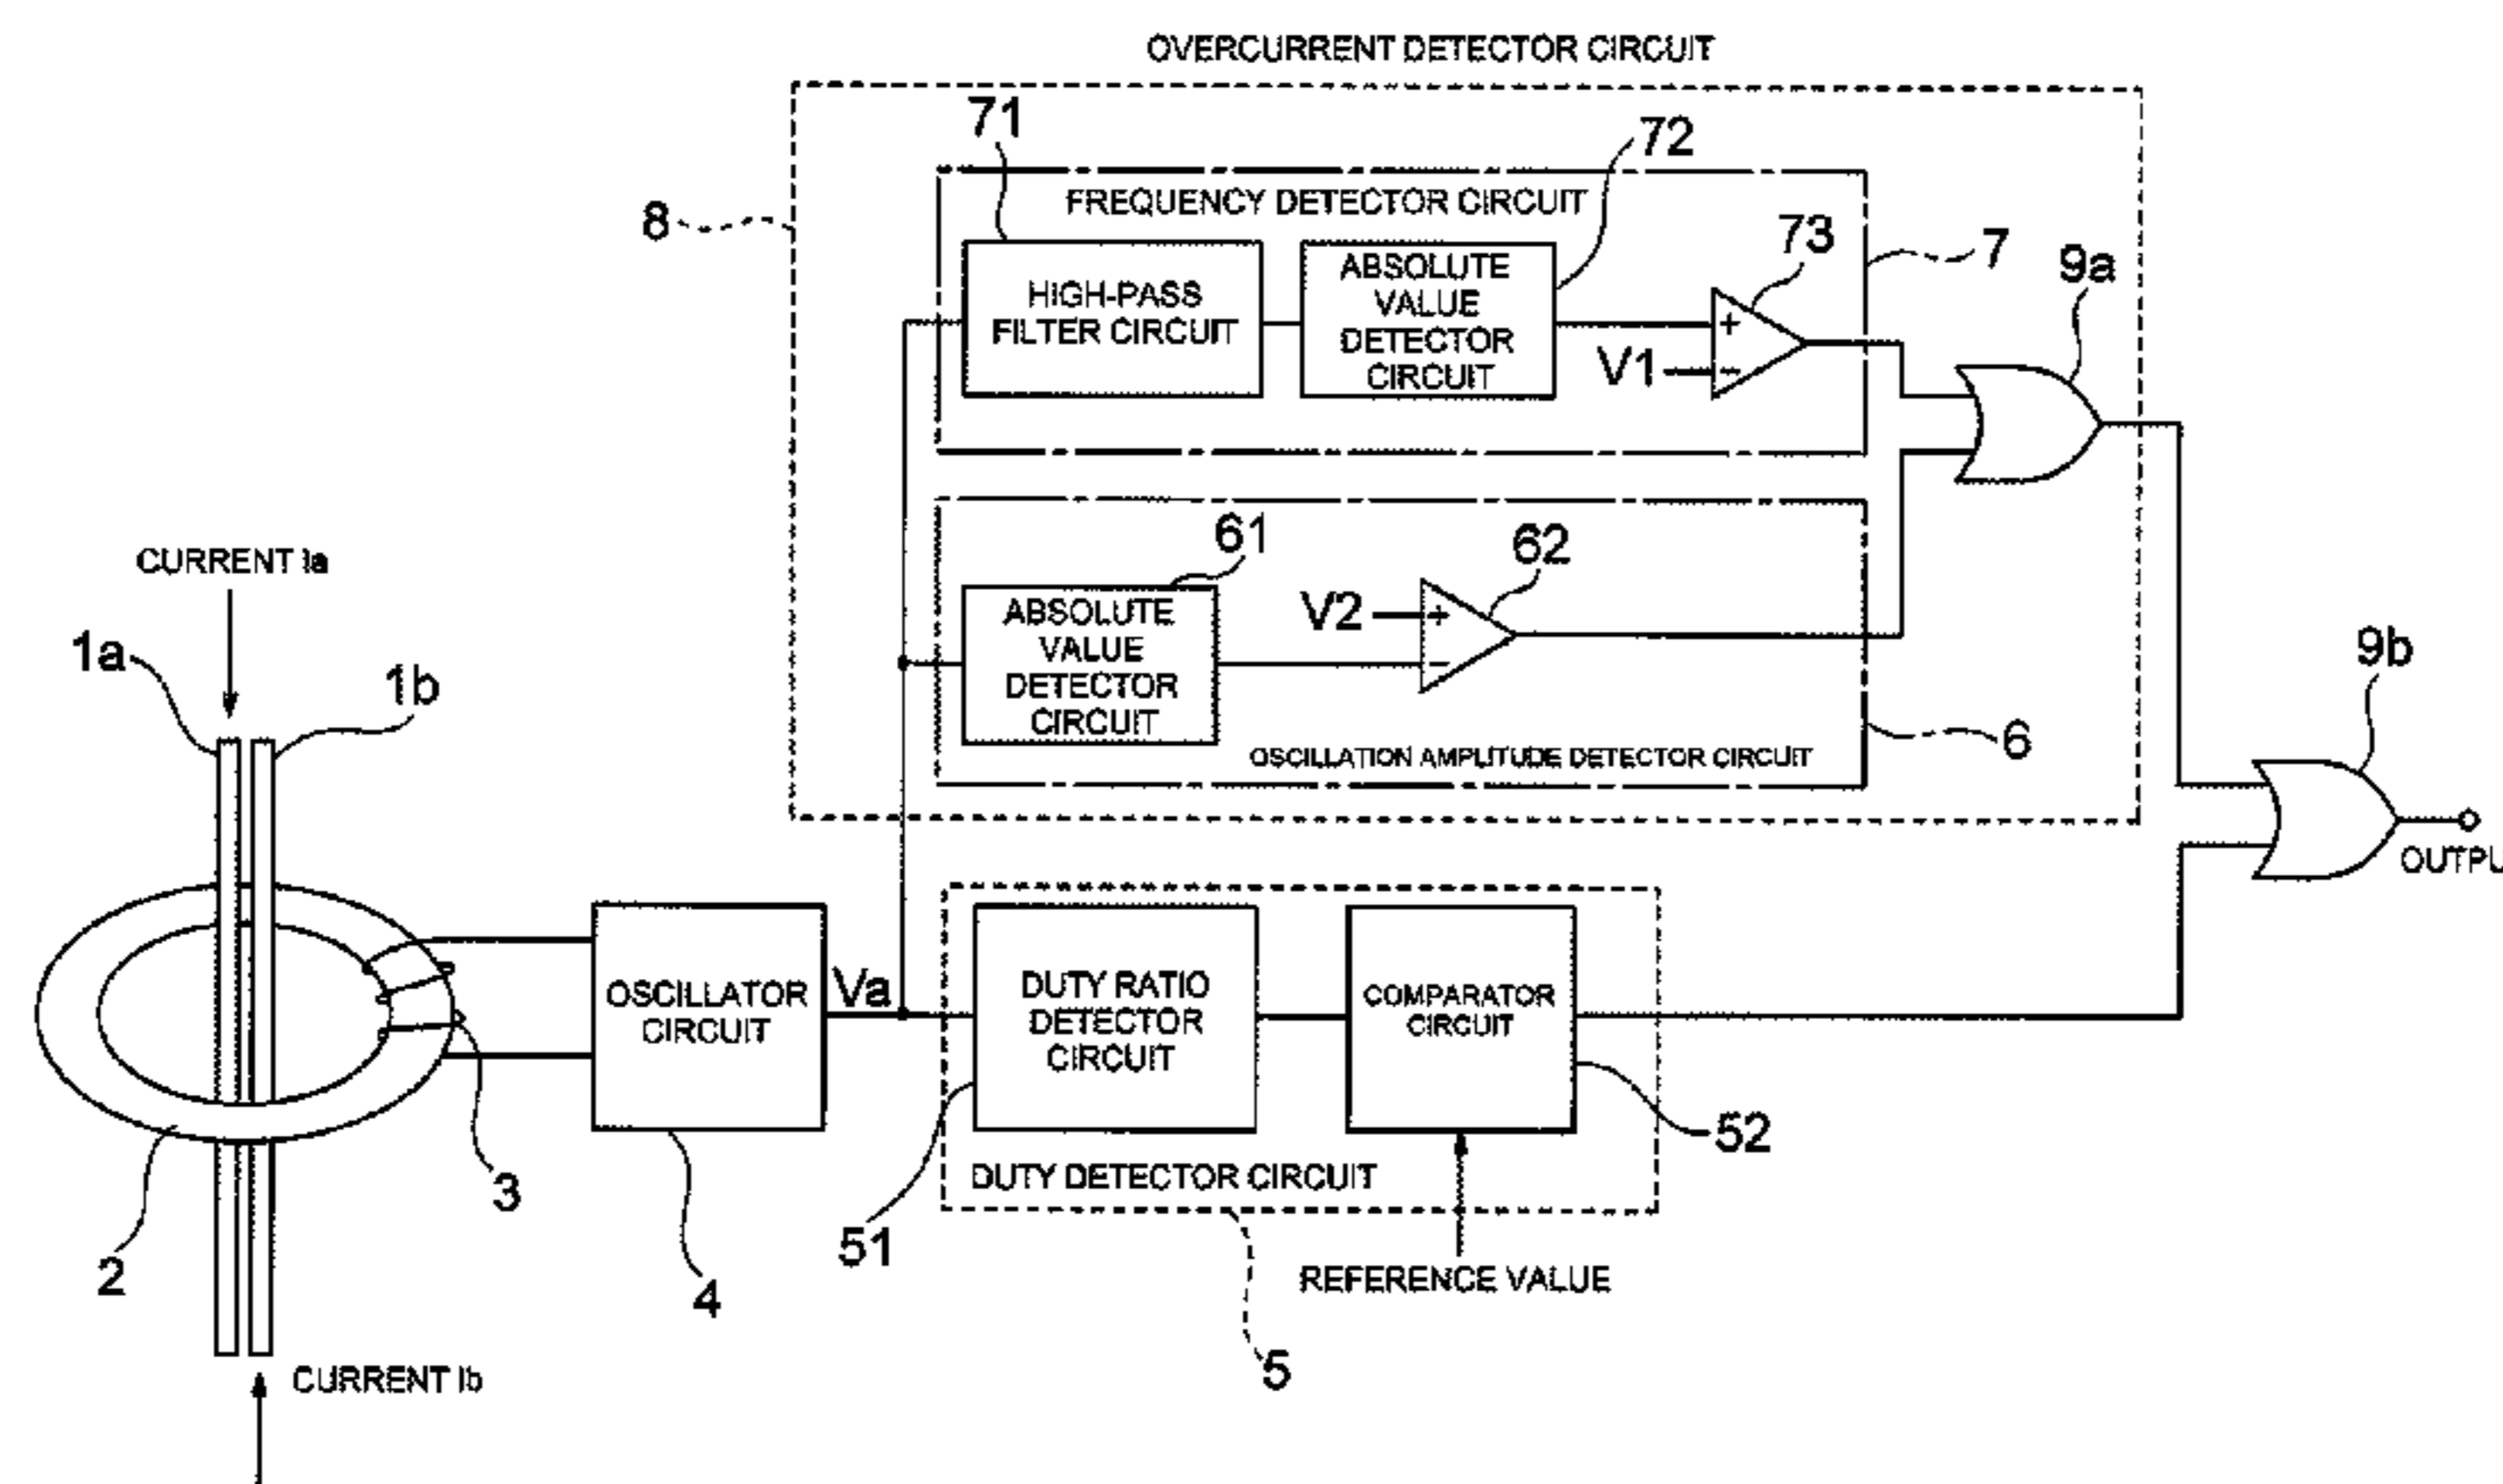 OVERCURRENT DETECTOR CIRCUIT
71
72
8
FREQUENCY DETECTOR CIRCUIT
73
7
9a
HIGH-PASS
FILTER CIRCUIT
ABSOLUTE
VALUE
DETECTOR
CIRCUIT
+
V1
−
61
62
CURRENT Ia
ABSOLUTE
VALUE
DETECTOR
CIRCUIT
V2
+
−
1a
1b
9b
OSCILLATION AMPLITUDE DETECTOR CIRCUIT
6
OUTPU
OSCILLATOR
CIRCUIT
Va
DUTY RATIO
DETECTOR
CIRCUIT
COMPARATOR
CIRCUIT
52
DUTY DETECTOR CIRCUIT
3
2
4
51
REFERENCE VALUE
5
CURRENT Ib